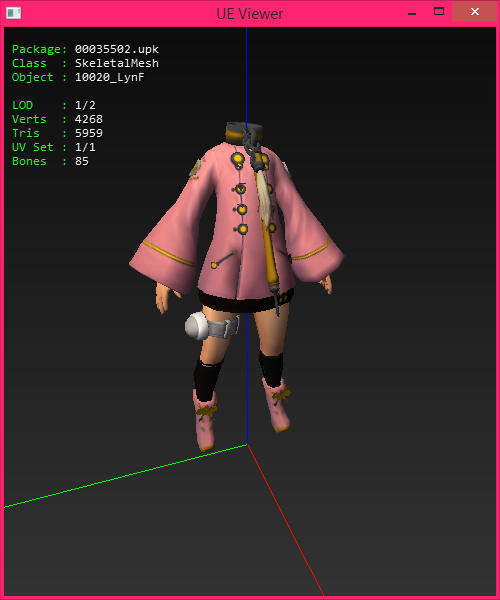 UE Viewer
Package: 00035502.upk
Class : SkeletalMesh
Object : 10020_LynF
LOD : 1/2
Verts : 4268
Tris : 5959
UV Set : 1/1
Bones : 85